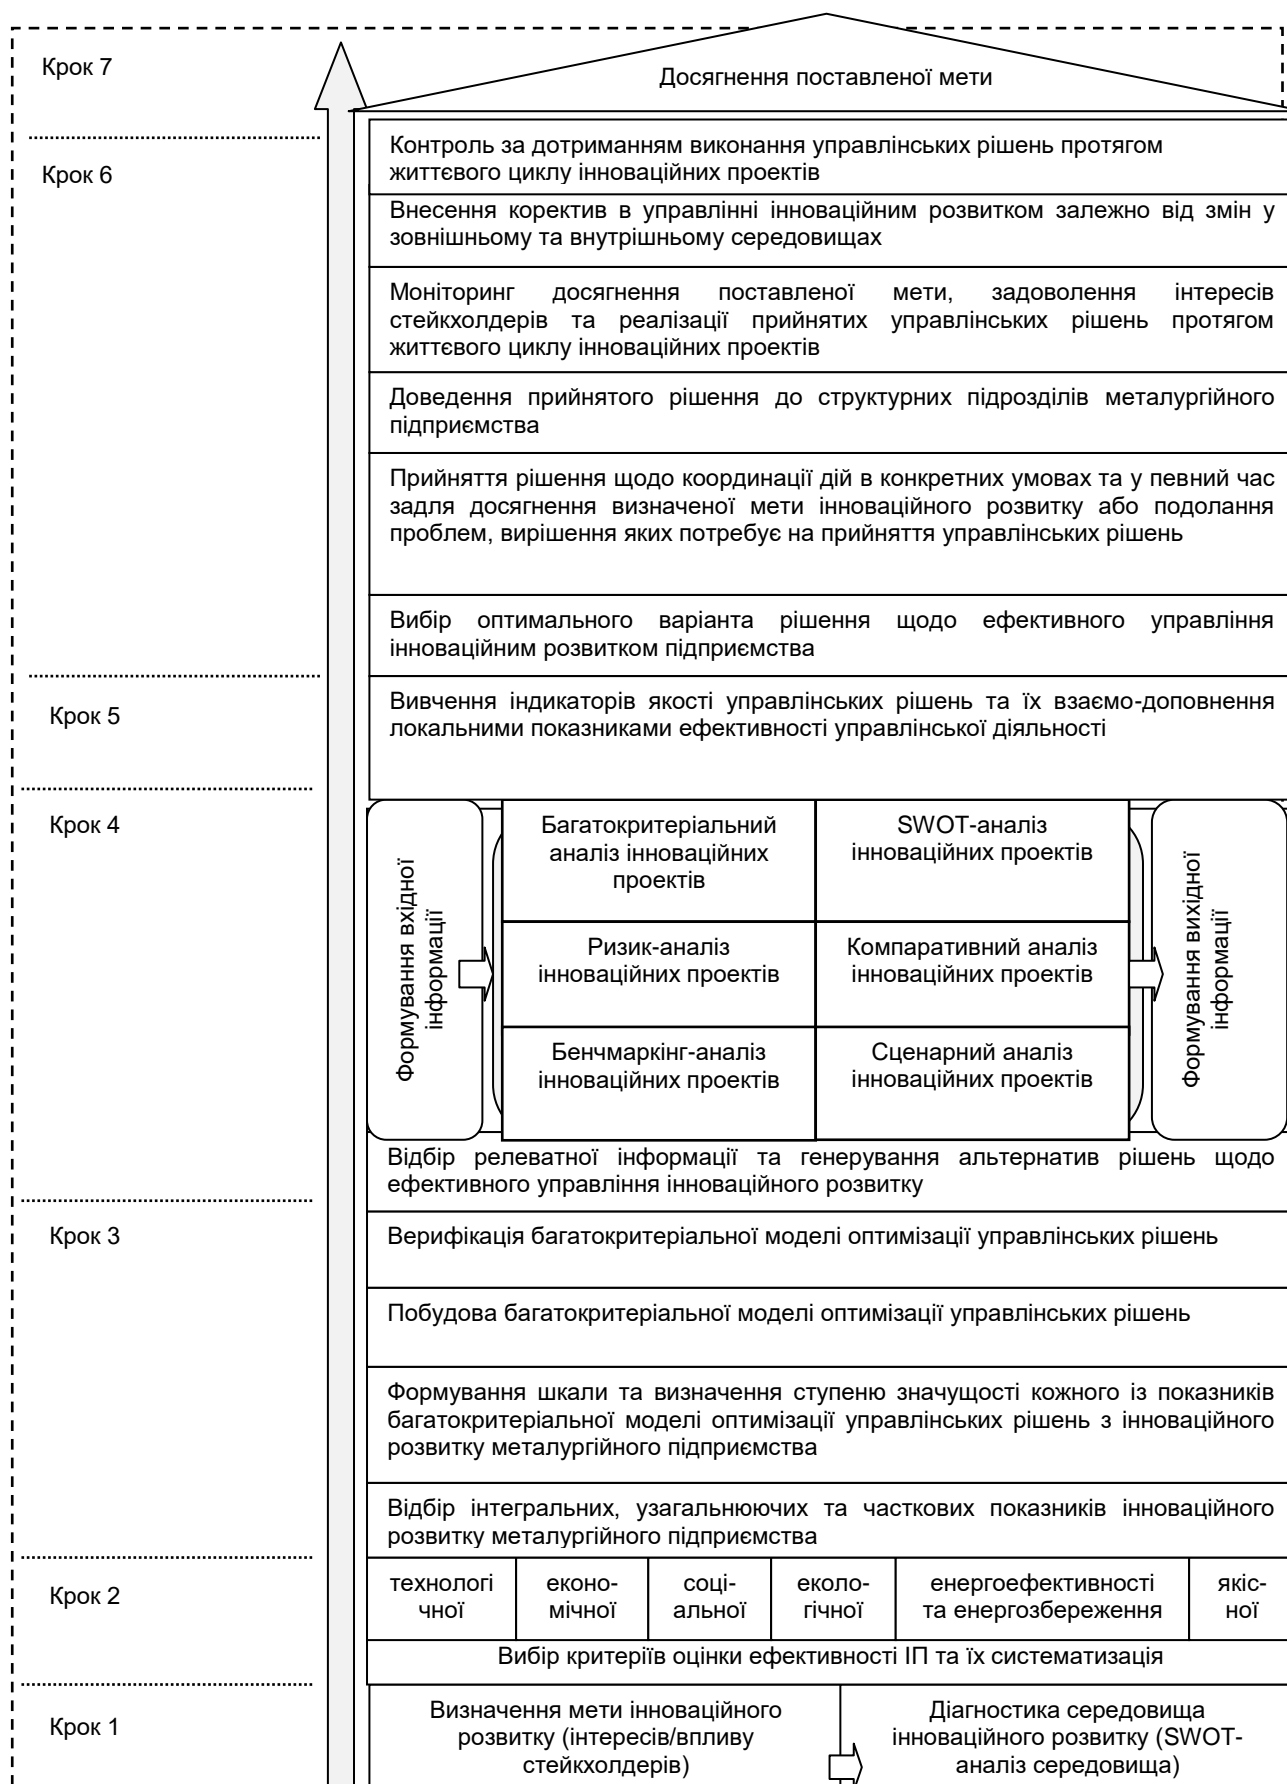 Крок 7
Досягнення поставленої мети
Крок 6
Контроль за дотриманням виконання управлінських рішень протягом
життєвого циклу інноваційних проектів
Внесення коректив в управлінні інноваційним розвитком залежно від змін у
зовнішньому та внутрішньому середовищах
Моніторинг досягнення поставленої мети, задоволення інтересів
стейкхолдерів та реалізації прийнятих управлінських рішень протягом
життєвого циклу інноваційних проектів
Доведення прийнятого рішення до структурних підрозділів металургійного
підприємства
Прийняття рішення щодо координації дій в конкретних умовах та у певний час
задля досягнення визначеної мети інноваційного розвитку або подолання
проблем, вирішення яких потребує на прийняття управлінських рішень
Вибір оптимального варіанта рішення щодо ефективного управління
інноваційним розвитком підприємства
Крок 5
Вивчення індикаторів якості управлінських рішень та їх взаємо-доповнення
локальними показниками ефективності управлінської діяльності
Крок 4
Формування вхідної
інформації
Багатокритеріальний
аналіз інноваційних
проектів
SWOT-аналіз
інноваційних проектів
Ризик-аналіз
інноваційних проектів
Компаративний аналіз
інноваційних проектів
Бенчмаркінг-аналіз
інноваційних проектів
Сценарний аналіз
інноваційних проектів
Формування вихідної
інформації
Відбір релеватної інформації та генерування альтернатив рішень щодо
ефективного управління інноваційного розвитку
Крок 3
Верифікація багатокритеріальної моделі оптимізації управлінських рішень
Побудова багатокритеріальної моделі оптимізації управлінських рішень
Формування шкали та визначення ступеню значущості кожного із показників
багатокритеріальної моделі оптимізації управлінських рішень з інноваційного
розвитку металургійного підприємства
Відбір інтегральних, узагальнюючих та часткових показників інноваційного
розвитку металургійного підприємства
Крок 2
технологі
чної
еконо-
мічної
соці-
альної
еколо-
гічної
енергоефективності
та енергозбереження
якіс-
ної
Вибір критеріїв оцінки ефективності ІП та їх систематизація
Крок 1
Визначення мети інноваційного
розвитку (інтересів/впливу
стейкхолдерів)
Діагностика середовища
інноваційного розвитку (SWOT-
аналіз середовища)